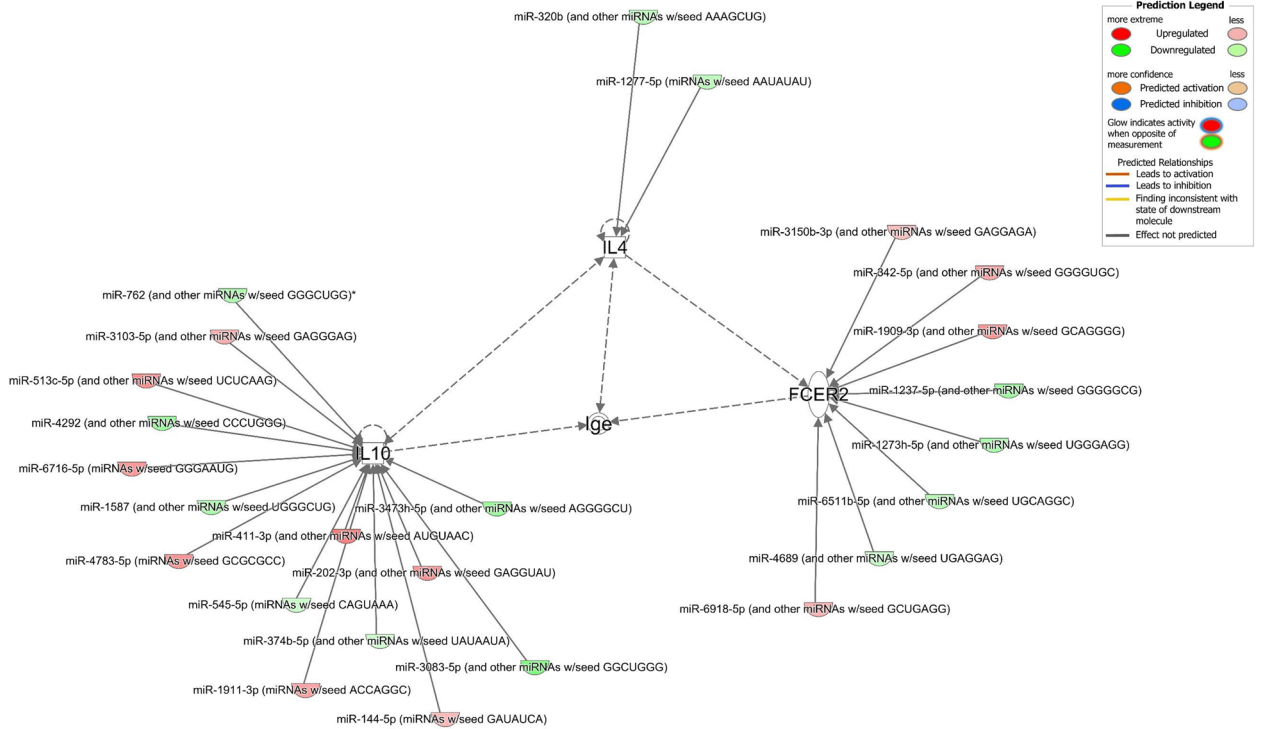 miR-320b (and other miRNAs w/seed AAAGCUG)
miR-1277-5p (miRNAs w/seed AAUAUAU)
IL4
miR-3150b-3p (and other miRNAs w/seed GAGGAGA)
miR-342-5p (and other miRNAs w/seed GGGGUGC)
miR-1909-3p (and other miRNAs w/seed GCAGGGG)
FCER2
miR-1237-5p (and other miRNAs w/seed GGGGGCG)
miR-1273h-5p (and other miRNAs w/seed UGGGAGG)
miR-6511b-5p (and other miRNAs w/seed UGCAGGC)
miR-4689 (and other miRNAs w/seed UGAGGAG)
miR-6918-5p (and other miRNAs w/seed GCUGAGG)
Ige
miR-762 (and other miRNAs w/seed GGGCUGG)*
miR-3103-5p (and other miRNAs w/seed GAGGGAG)
miR-513c-5p (and other miRNAs w/seed UCUCAAG)
miR-4292 (and other miRNAs w/seed CCCUGGG)
IL10
miR-6716-5p (miRNAs w/seed GGGAAUG)
miR-1587 (and other miRNAs w/seed UGGGCUG)
miR-3473h-5p (and other miRNAs w/seed AGGGGCU)
miR-411-3p (and other miRNAs w/seed AUGUAAC)
miR-4783-5p (miRNAs w/seed GCGCGCC)
miR-202-3p (and other miRNAs w/seed GAGGUAU)
miR-545-5p (miRNAs w/seed CAGUAAA)
miR-374b-5p (and other miRNAs w/seed UAUAAUA)
miR-3083-5p (and other miRNAs w/seed GGCUGGG)
miR-1911-3p (miRNAs w/seed ACCAGGC)
miR-144-5p (miRNAs w/seed GAUAUCA)
Prediction Legend
more extreme less
Upregulated
Downregulated
more confidence less
Predicted activation
Predicted inhibition
Glow indicates activity
when opposite of
measurement
Predicted Relationships
Leads to activation
Leads to inhibition
Finding inconsistent with
state of downstream
molecule
Effect not predicted